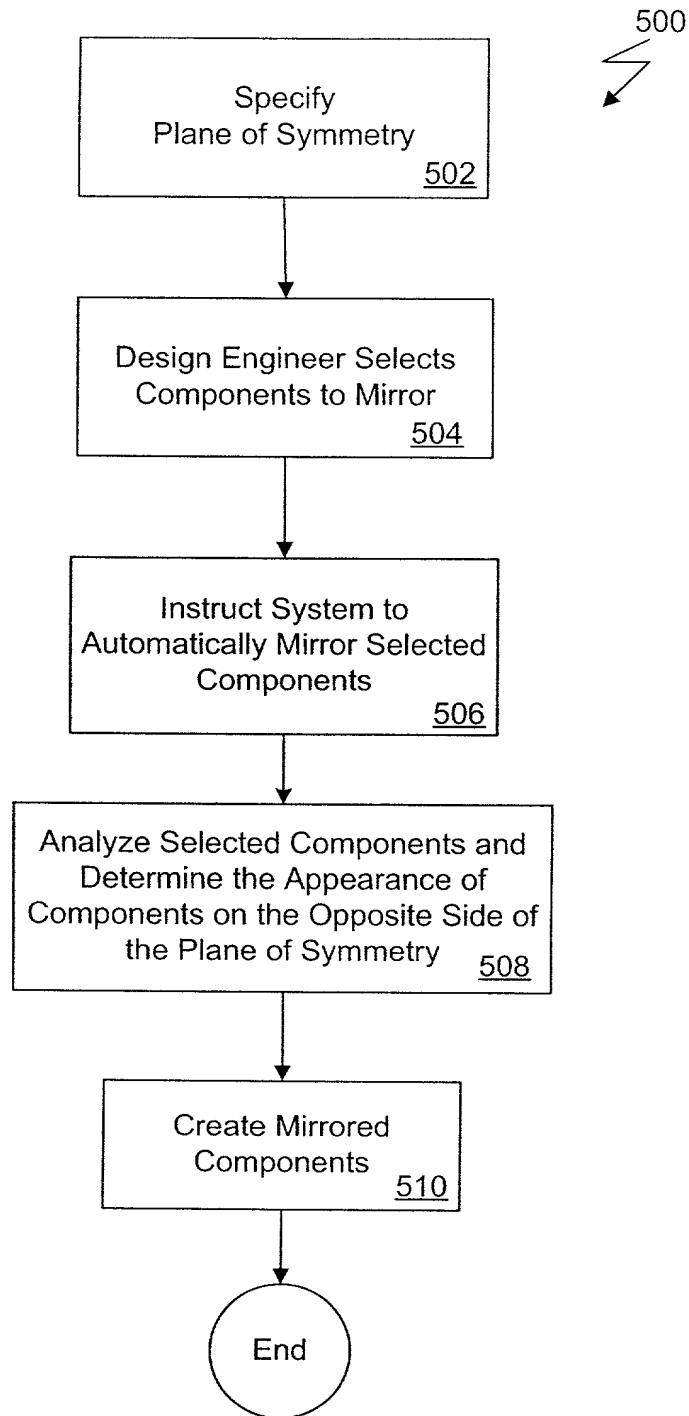 500
Specify
Plane of Symmetry
502
Design Engineer Selects
Components to Mirror
504
Instruct System to
Automatically Mirror Selected
Components
506
Analyze Selected Components and
Determine the Appearance of
Components on the Opposite Side of
the Plane of Symmetry
508
Create Mirrored
Components
510
End